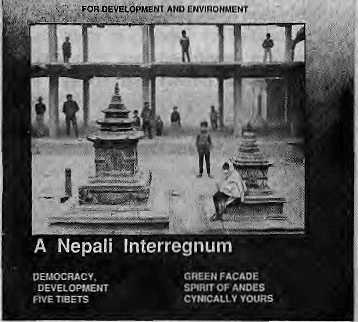 FOR DEVELOPMENT AND ENVIRONMENT
A Nepali Interregnum
DEMOCRACY,
DEVELOPMENT
FIVE TIBETS
GREEN FACADE
SPIRIT OF ANDES
CYNICALLY YOURS